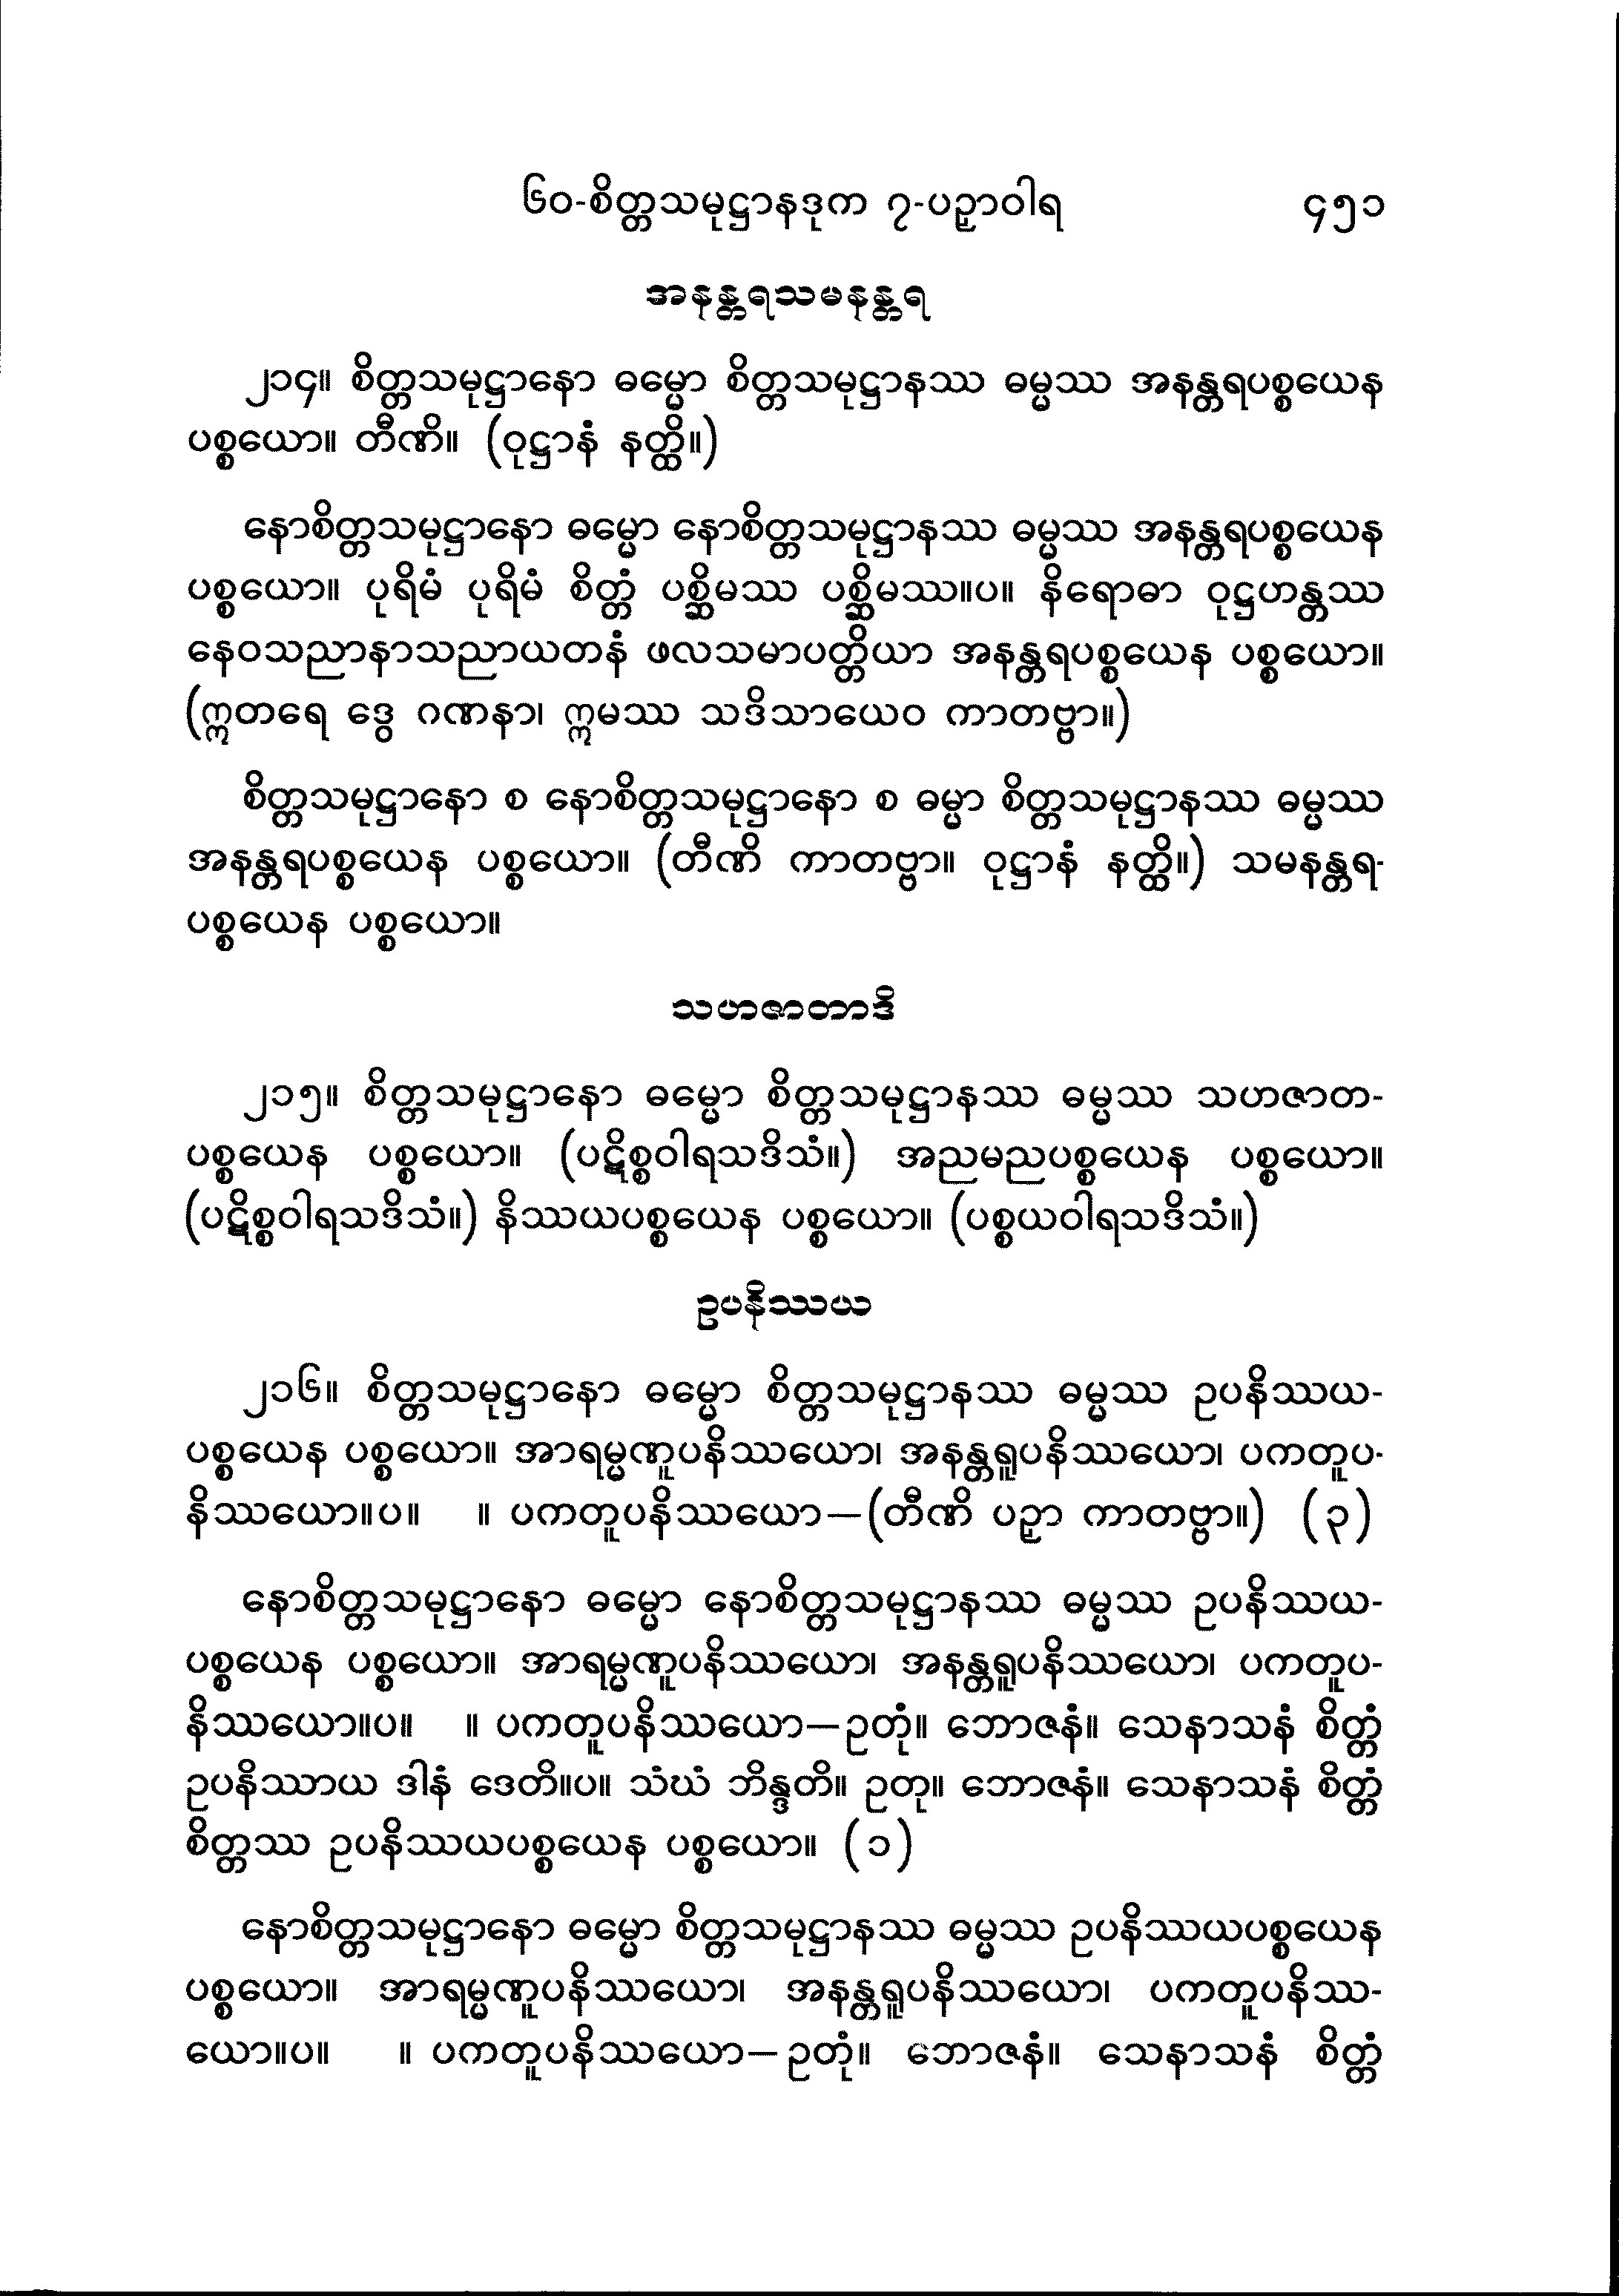 ၆၀-စိတ္တသမုဋ္ဌာနဒုက ၇-ပဉှာဝါရ ၄၅၁
အနန္တရသမနန္တရ
၂၁၄။ စိတ္တသမုဋ္ဌာနော ဓမ္မော စိတ္တသမုဋ္ဌာနဿ ဓမ္မဿ အနန္တရပစ္စယေန
ပစ္စယော။ တီဏိ။ (ဝုဋ္ဌာနံ နတ္ထိ။)
နောစိတ္တသမုဋ္ဌာနော ဓမ္မော နောစိတ္တသမုဋ္ဌာနဿ ဓမ္မဿ အနန္တရပစ္စယေန
ပစ္စယော။ ပုရိမံ ပုရိမံ စိတ္တံ ပစ္ဆိမဿ ပစ္ဆိမဿ။ပ။ နိရောဓာ ဝုဋ္ဌဟန္တဿ
နေဝသညာနာသညာယတနံ ဖလသမာပတ္တိယာ အနန္တရပစ္စယေန ပစ္စယော။
(ဣတရေ ဒွေ ဂဏနာ၊ ဣမဿ သဒိသာယေဝ ကာတဗ္ဗာ။)
စိတ္တသမုဋ္ဌာနော စ နောစိတ္တသမုဋ္ဌာနော စ ဓမ္မာ စိတ္တသမုဋ္ဌာနဿ ဓမ္မဿ
အနန္တရပစ္စယေန ပစ္စယော။ (တီဏိ ကာတဗ္ဗာ။ ဝုဋ္ဌာနံ နတ္ထိ။) သမနန္တရ-
ပစ္စယေန ပစ္စယော။
သဟဇာတာဒိ
၂၁၅။ စိတ္တသမုဋ္ဌာနော ဓမ္မော စိတ္တသမုဋ္ဌာနဿ ဓမ္မဿ သဟဇာတ-
ပစ္စယေန ပစ္စယော။ (ပဋိစ္စဝါရသဒိသံ။) အညမညပစ္စယေန ပစ္စယော။
(ပဋိစ္စဝါရသဒိသံ။) နိဿယပစ္စယေန ပစ္စယော။ (ပစ္စယဝါရသဒိသံ။)
ဥပနိဿယ
၂၁၆။ စိတ္တသမုဋ္ဌာနော ဓမ္မော စိတ္တသမုဋ္ဌာနဿ ဓမ္မဿ ဥပနိဿယ-
ပစ္စယေန ပစ္စယော။ အာရမ္မဏူပနိဿယော၊ အနန္တရူပနိဿယော၊ ပကတူပ-
နိဿယော။ပ။ ။ ပကတူပနိဿယော—(တီဏိ ပဉှာ ကာတဗ္ဗာ။) (၃)
နောစိတ္တသမုဋ္ဌာနော ဓမ္မော နောစိတ္တသမုဋ္ဌာနဿ ဓမ္မဿ ဥပနိဿယ-
ပစ္စယေန ပစ္စယော။ အာရမ္မဏူပနိဿယော၊ အနန္တရူပနိဿယော၊ ပကတူပ-
နိဿယော။ပ။ ။ ပကတူပနိဿယော—ဥတုံ။ ဘောဇနံ။ သေနာသနံ စိတ္တံ
ဥပနိဿာယ ဒါနံ ဒေတိ။ပ။ သံဃံ ဘိန္ဒတိ။ ဥတု။ ဘောဇနံ။ သေနာသနံ စိတ္တံ
စိတ္တဿ ဥပနိဿယပစ္စယေန ပစ္စယော။ (၁)
နောစိတ္တသမုဋ္ဌာနော ဓမ္မော စိတ္တသမုဋ္ဌာနဿ ဓမ္မဿ ဥပနိဿယပစ္စယေန
ပစ္စယော။ အာရမ္မဏူပနိဿယော၊ အနန္တရူပနိဿယော၊ ပကတူပနိဿ-
ယော။ပ။ ။ ပကတူပနိဿယော—ဥတုံ။ ဘောဇနံ။ သေနာသနံ စိတ္တံ